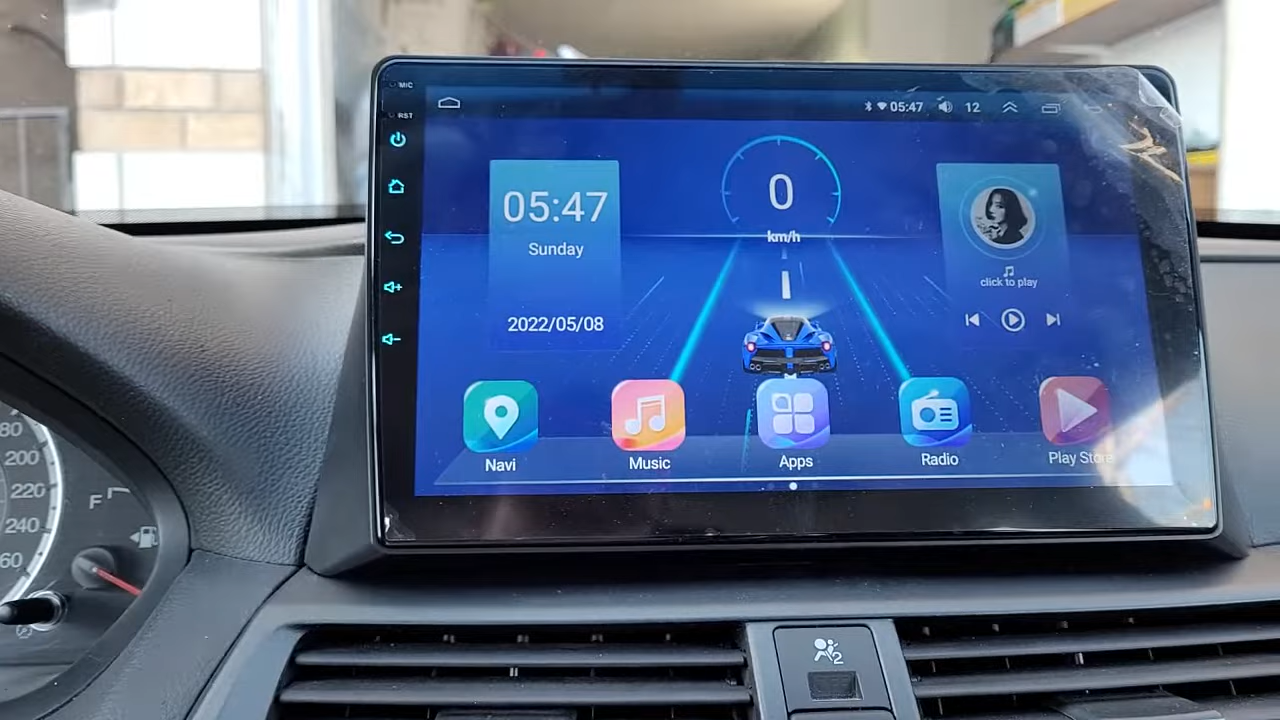 MIC
RST
05:47 12
05:47
Sunday
2022/05/08
0
km/h
click to play
Navi
Music
Apps
Radio
Play Store
80
200
220
240
60
F
2